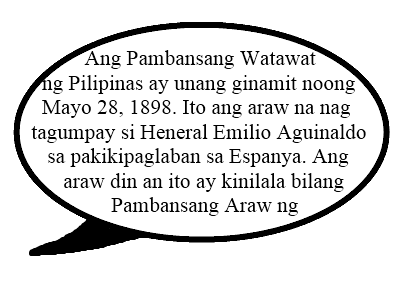 Ang Pambansang Watawat
ng Pilipinas ay unang ginamit noong
Mayo 28, 1898. Ito ang araw na nag
tagumpay si Heneral Emilio Aguinaldo
sa pakikipaglaban sa Espanya. Ang
araw din an ito ay kinilala bilang
Pambansang Araw ng